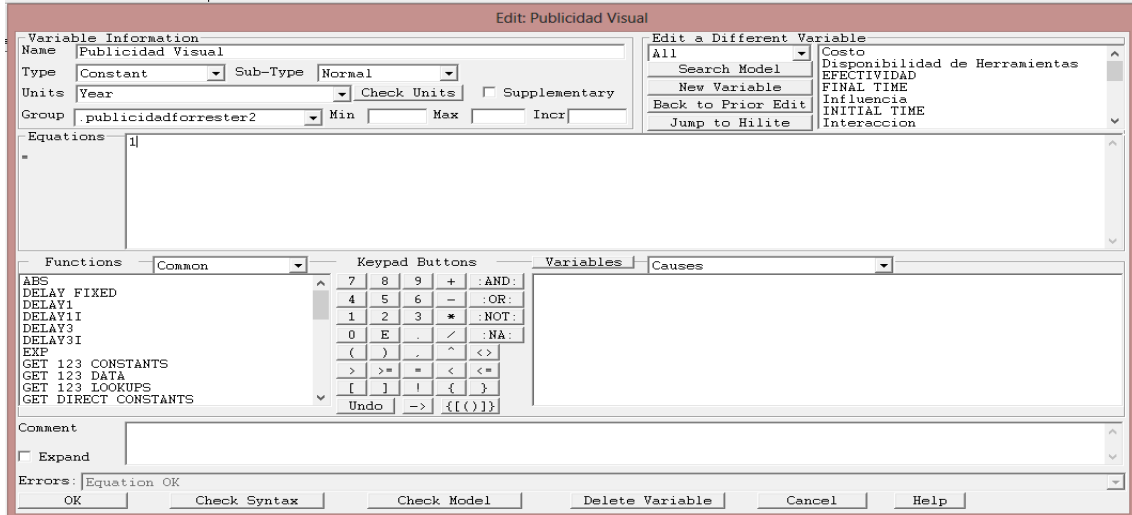 Edit: Publicidad Visual
Variable Information
Name Publicidad Visual
Type Constant Sub-Type Normal
Units Year Check Units Supplementary
Group .publicidadforrester2 Min Max Incr
Edit a Different Variable
All
Search Model
New Variable
Back to Prior Edit
Jump to Hilite
Costo
Disponibilidad de Herramientas
EFECTIVIDAD
FINAL TIME
Influencia
INITIAL TIME
Interaccion
Equations
=
1
Functions Common
ABS
DELAY FIXED
DELAY1
DELAY1I
DELAY3
DELAY3I
EXP
GET 123 CONSTANTS
GET 123 DATA
GET 123 LOOKUPS
GET DIRECT CONSTANTS
Keypad Buttons
7 8 9 + :AND:
4 5 6 - :OR:
1 2 3 * :NOT:
0 E . / :NA:
( ) , ^ <>
> >= = < <=
[ ] ! { }
Undo -> {[()]}
Variables Causes
Comment
Expand
Errors: Equation OK
OK Check Syntax Check Model Delete Variable Cancel Help